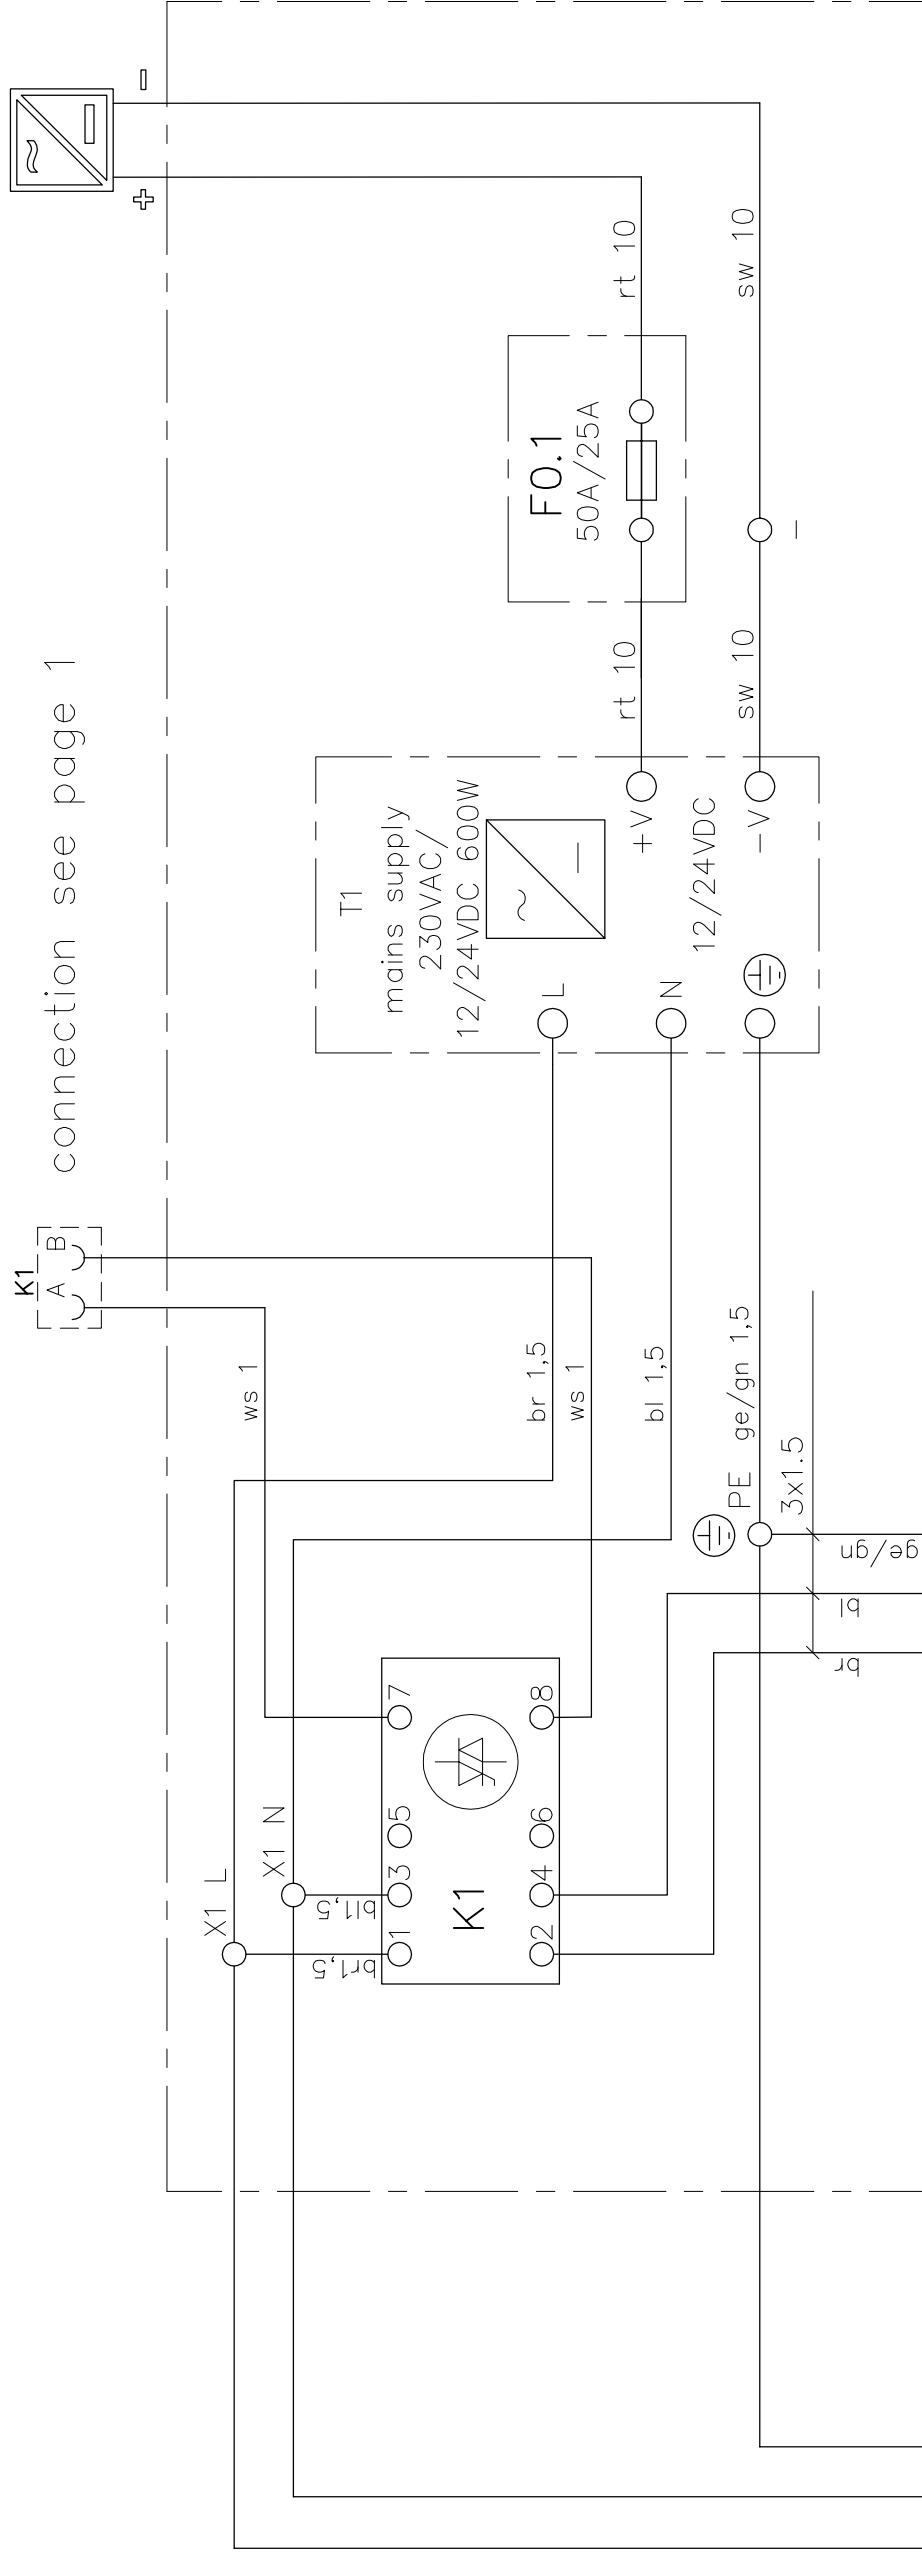 connection see page 1
K1
A
B
+
-
ws 1
X1 L
X1 N
br1,5
bl1,5
K1
1
3
5
7
2
4
6
8
br 1,5
ws 1
bl 1,5
PE
ge/gn 1,5
3x1.5
br
bl
ge/gn
T1
mains supply
230VAC/
12/24VDC 600W
~
L
N
+V
12/24VDC
-V
F0.1
50A/25A
rt 10
rt 10
sw 10
sw 10
-
~